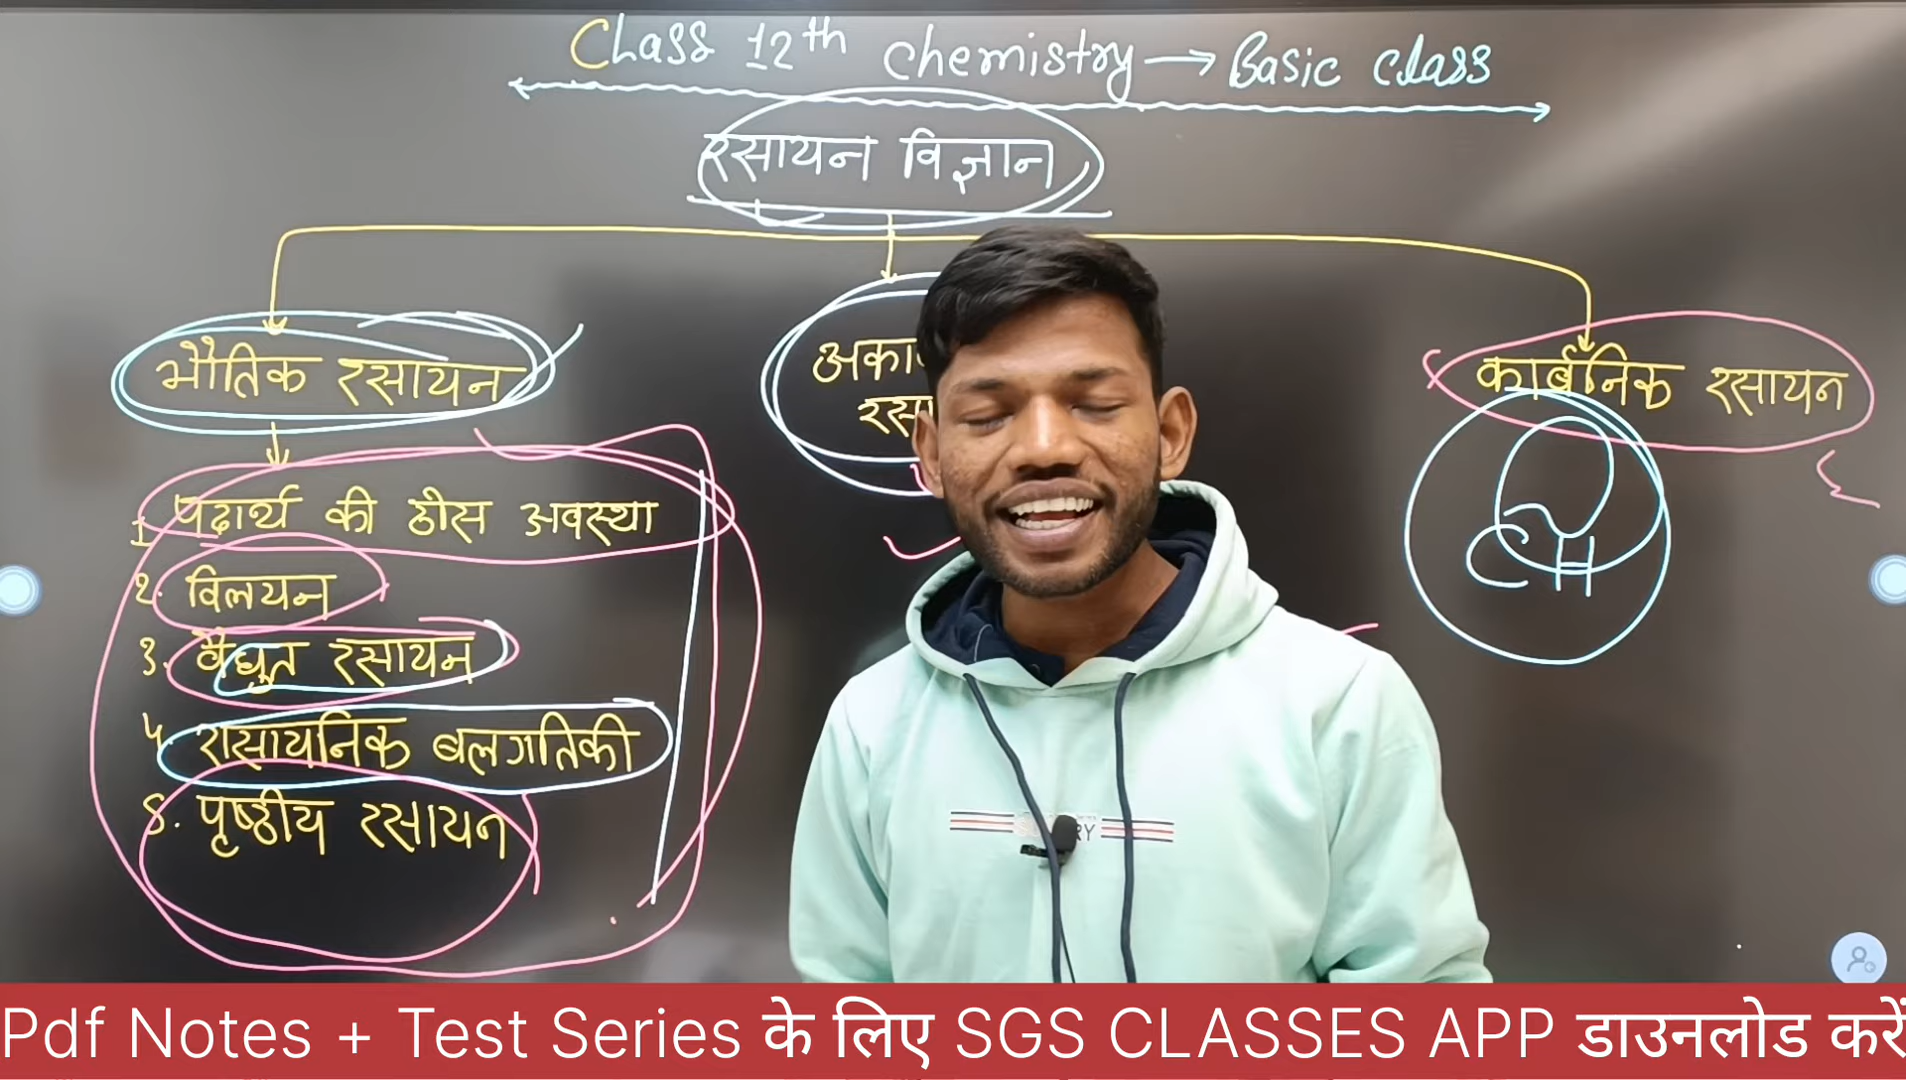 Class 12th chemistry → Basic class
रसायन विज्ञान
भौतिक रसायन
कार्बनिक रसायन
1. पदार्थ की ठोस अवस्था
2. विलयन
3. वैद्युत रसायन
4. रासायनिक बलगतिकी
5. पृष्ठीय रसायन
CH
Pdf Notes + Test Series के लिए SGS CLASSES APP डाउनलोड करें